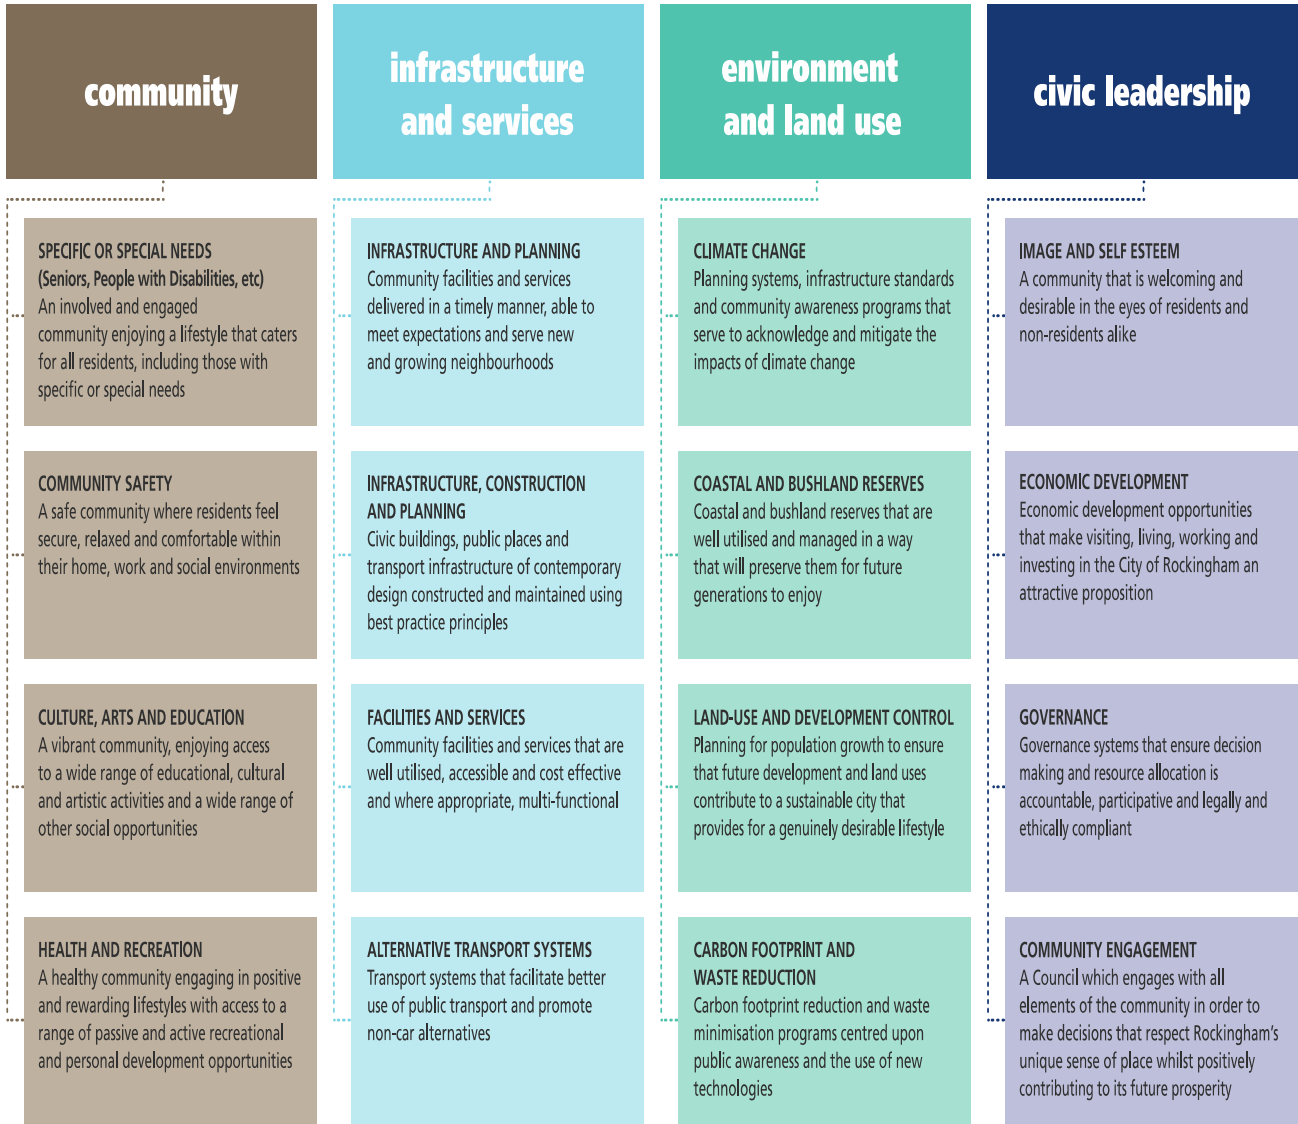 community
SPECIFIC OR SPECIAL NEEDS
(Seniors, People with Disabilities, etc)
An involved and engaged
community enjoying a lifestyle that caters
for all residents, including those with
specific or special needs
COMMUNITY SAFETY
A safe community where residents feel
secure, relaxed and comfortable within
their home, work and social environments
CULTURE, ARTS AND EDUCATION
A vibrant community, enjoying access
to a wide range of educational, cultural
and artistic activities and a wide range of
other social opportunities
HEALTH AND RECREATION
A healthy community engaging in positive
and rewarding lifestyles with access to a
range of passive and active recreational
and personal development opportunities
infrastructure
and services
INFRASTRUCTURE AND PLANNING
Community facilities and services
delivered in a timely manner, able to
meet expectations and serve new
and growing neighbourhoods
INFRASTRUCTURE, CONSTRUCTION
AND PLANNING
Civic buildings, public places and
transport infrastructure of contemporary
design constructed and maintained using
best practice principles
FACILITIES AND SERVICES
Community facilities and services that are
well utilised, accessible and cost effective
and where appropriate, multi-functional
ALTERNATIVE TRANSPORT SYSTEMS
Transport systems that facilitate better
use of public transport and promote
non-car alternatives
environment
and land use
CLIMATE CHANGE
Planning systems, infrastructure standards
and community awareness programs that
serve to acknowledge and mitigate the
impacts of climate change
COASTAL AND BUSHLAND RESERVES
Coastal and bushland reserves that are
well utilised and managed in a way
that will preserve them for future
generations to enjoy
LAND-USE AND DEVELOPMENT CONTROL
Planning for population growth to ensure
that future development and land uses
contribute to a sustainable city that
provides for a genuinely desirable lifestyle
CARBON FOOTPRINT AND
WASTE REDUCTION
Carbon footprint reduction and waste
minimisation programs centred upon
public awareness and the use of new
technologies
civic leadership
IMAGE AND SELF ESTEEM
A community that is welcoming and
desirable in the eyes of residents and
non-residents alike
ECONOMIC DEVELOPMENT
Economic development opportunities
that make visiting, living, working and
investing in the City of Rockingham an
attractive proposition
GOVERNANCE
Governance systems that ensure decision
making and resource allocation is
accountable, participative and legally and
ethically compliant
COMMUNITY ENGAGEMENT
A Council which engages with all
elements of the community in order to
make decisions that respect Rockingham's
unique sense of place whilst positively
contributing to its future prosperity